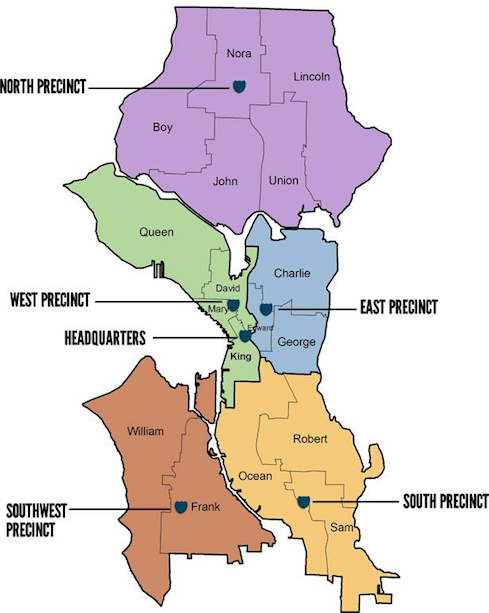 Nora
Lincoln
NORTH PRECINCT
Boy
John
Union
Queen
Charlie
David
WEST PRECINCT
Mary
EAST PRECINCT
Edward
HEADQUARTERS
George
King
William
Robert
Ocean
SOUTH PRECINCT
SOUTHWEST
PRECINCT
Frank
Sam